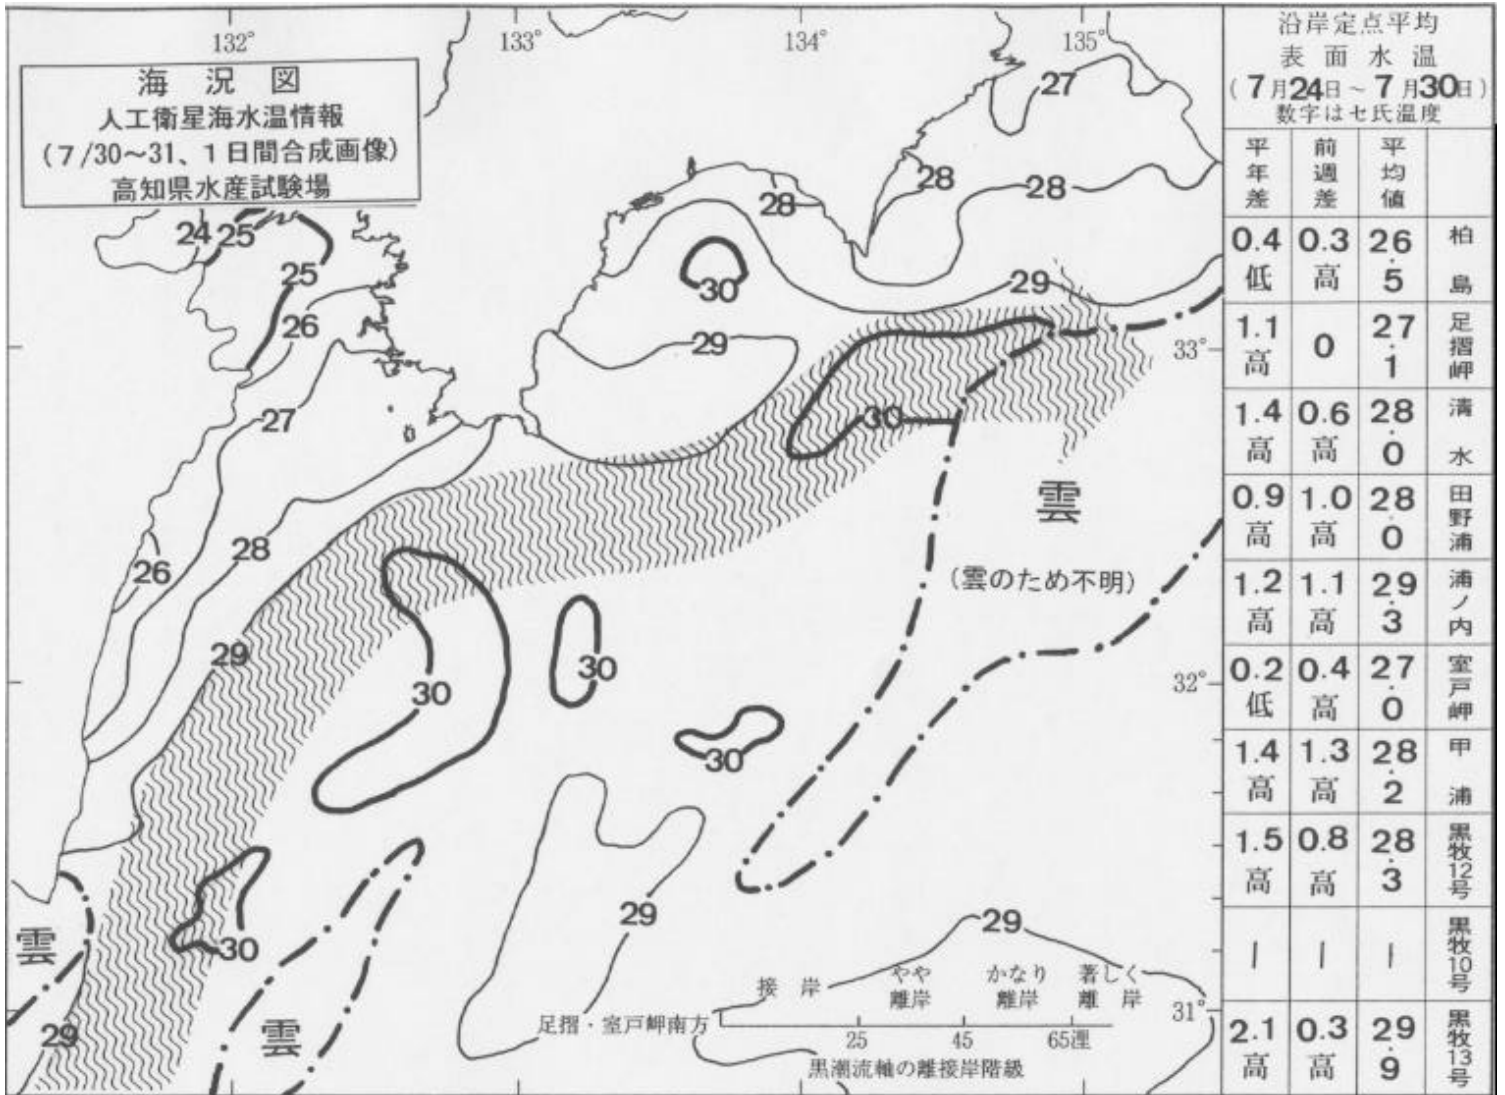 132°
133°
134°
135°
海況図
人工衛星海水温情報
(7/30~31、1日間合成画像)
高知県水産試験場
27
28
28
28
24
25
25
26
27
28
26
29
30
29
29
33°
30
30
30
30
雲
(雲のため不明)
32°
29
29
30
雲
雲
29
31°
接岸
やや離岸
かなり離岸
著しく離岸
足摺・室戸岬南方
25
45
65浬
黒潮流軸の離接岸階級
沿岸定点平均
表面水温
(7月24日~7月30日)
数字はセ氏温度
平年差 前週差 平均値
0.4低 0.3高 26.5 柏島
1.1高 0 27.1 足摺岬
1.4高 0.6高 28.0 清水
0.9高 1.0高 28.0 田野浦
1.2高 1.1高 29.3 浦ノ内
0.2低 0.4高 27.0 室戸岬
1.4高 1.3高 28.2 甲浦
1.5高 0.8高 28.3 黒牧12号
| | | 黒牧10号
2.1高 0.3高 29.9 黒牧13号